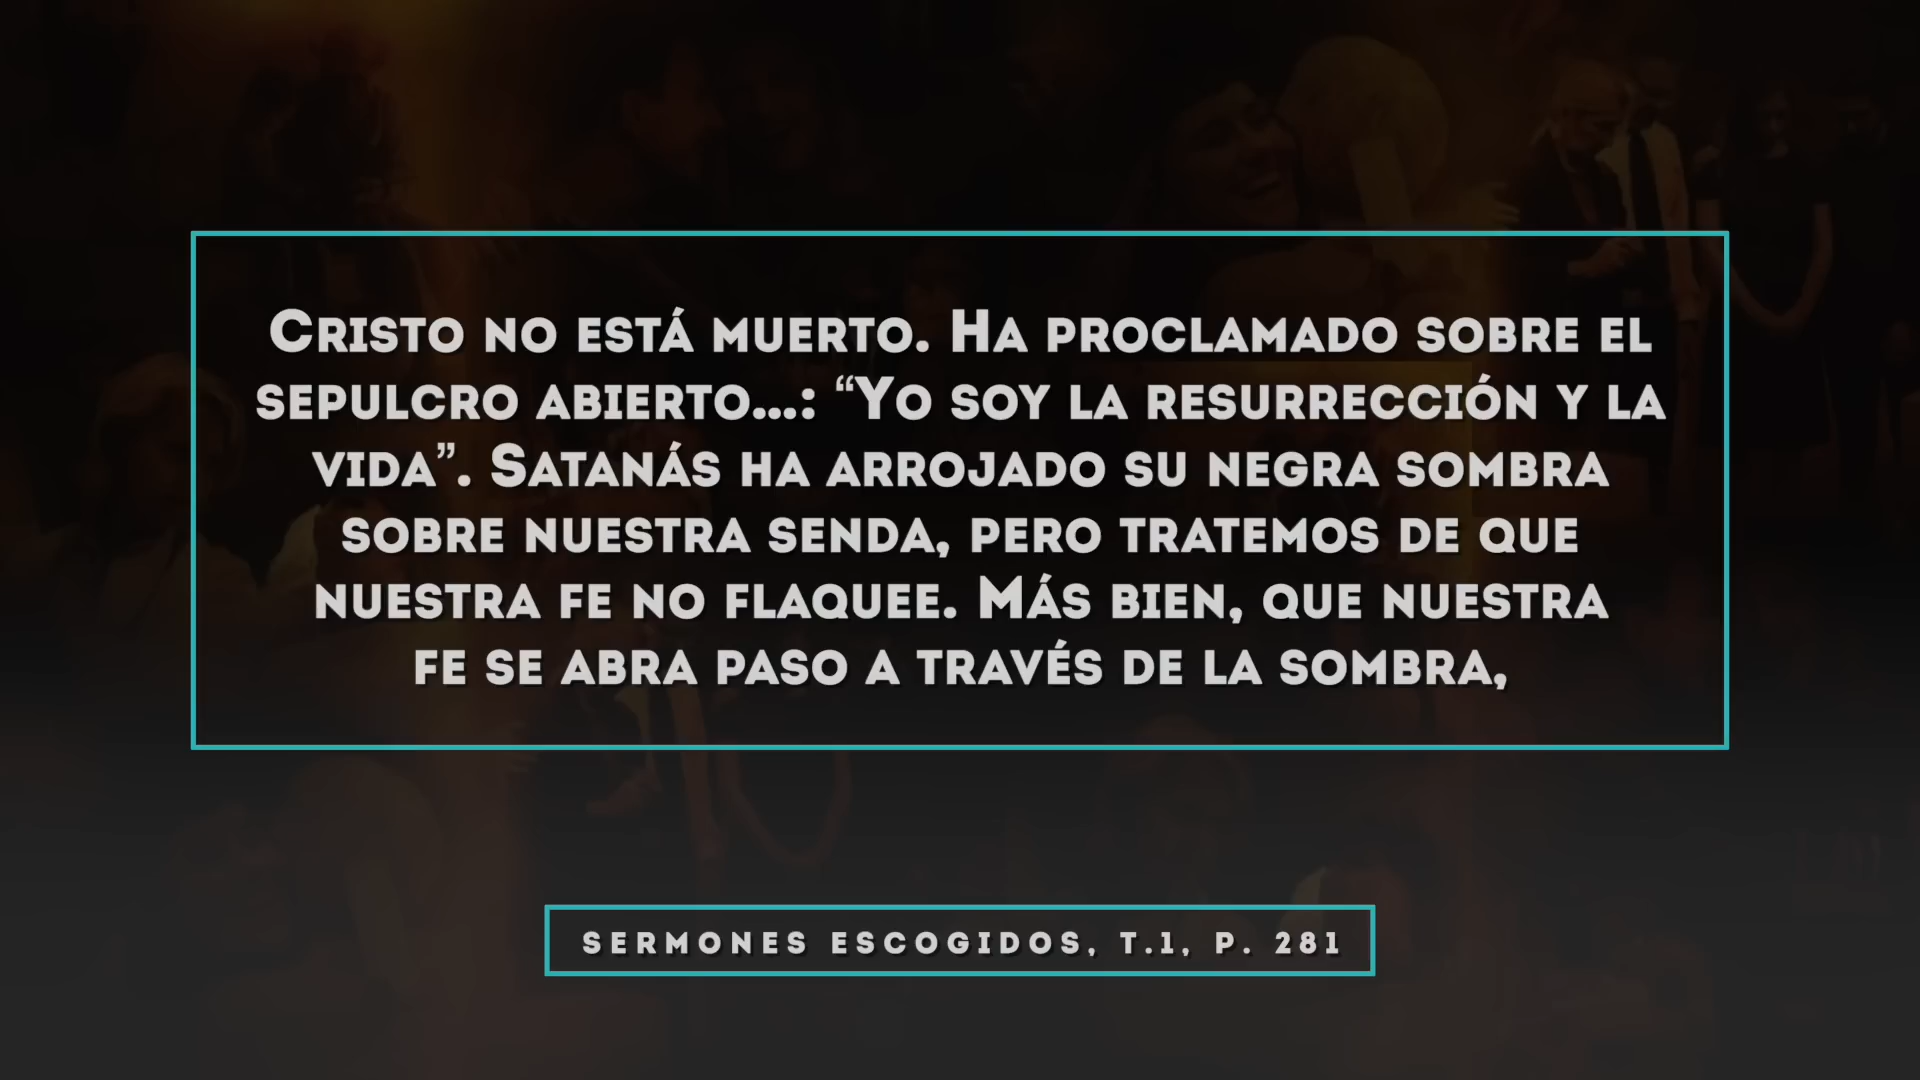 Cristo no está muerto. Ha proclamado sobre el
sepulcro abierto...: “Yo soy la resurrección y la
vida”. Satanás ha arrojado su negra sombra
sobre nuestra senda, pero tratemos de que
nuestra fe no flaquee. Más bien, que nuestra
fe se abra paso a través de la sombra,
SERMONES ESCOGIDOS, T.1, P. 281